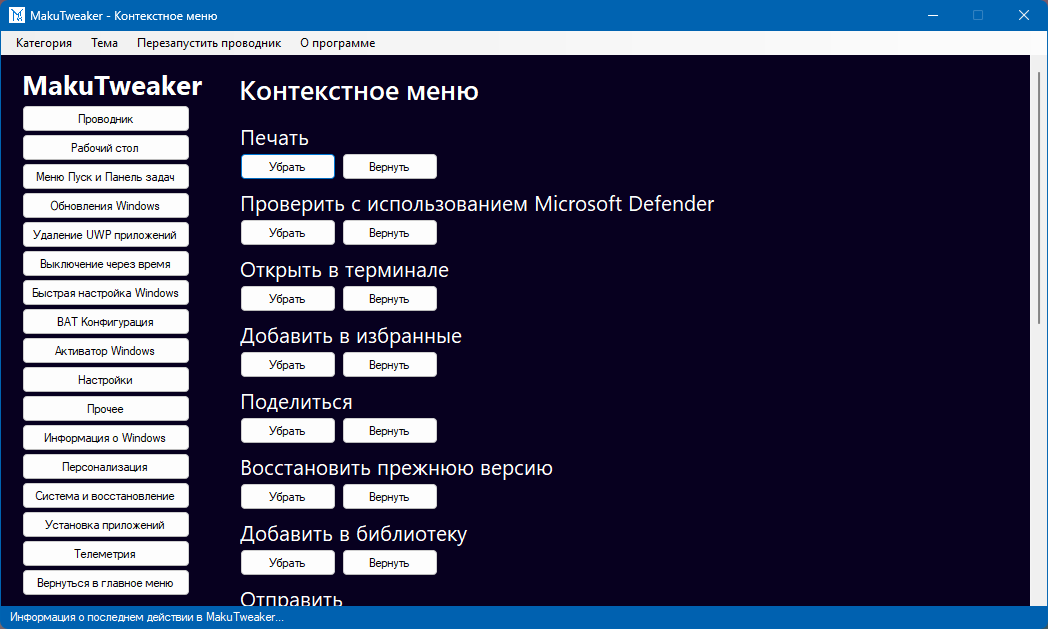 MakuTweaker - Контекстное меню
Категория Тема Перезапустить проводник О программе
MakuTweaker
Проводник
Рабочий стол
Меню Пуск и Панель задач
Обновления Windows
Удаление UWP приложений
Выключение через время
Быстрая настройка Windows
BAT Конфигурация
Активатор Windows
Настройки
Прочее
Информация о Windows
Персонализация
Система и восстановление
Установка приложений
Телеметрия
Вернуться в главное меню
Контекстное меню
Печать
Убрать Вернуть
Проверить с использованием Microsoft Defender
Убрать Вернуть
Открыть в терминале
Убрать Вернуть
Добавить в избранные
Убрать Вернуть
Поделиться
Убрать Вернуть
Восстановить прежнюю версию
Убрать Вернуть
Добавить в библиотеку
Убрать Вернуть
Отправить
Информация о последнем действии в MakuTweaker...